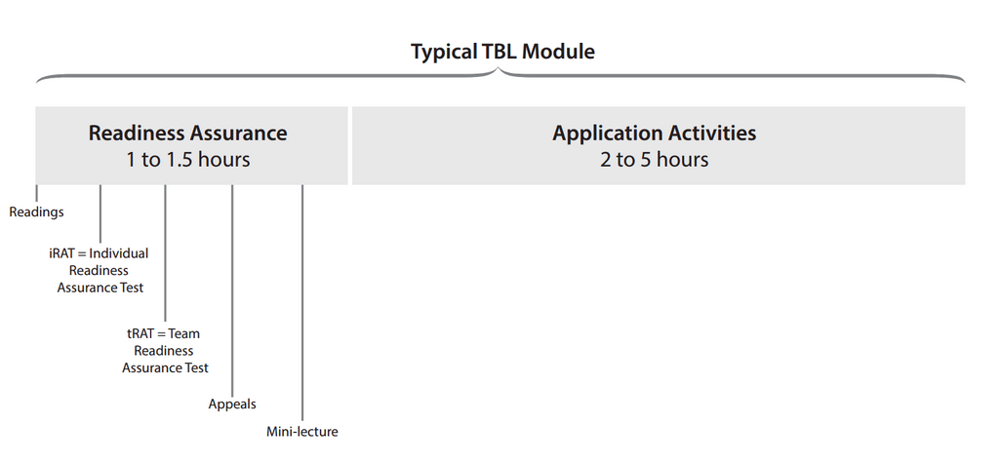 Typical TBL Module
Readiness Assurance
1 to 1.5 hours
Application Activities
2 to 5 hours
Readings
iRAT = Individual
Readiness
Assurance Test
tRAT = Team
Readiness
Assurance Test
Appeals
Mini-lecture